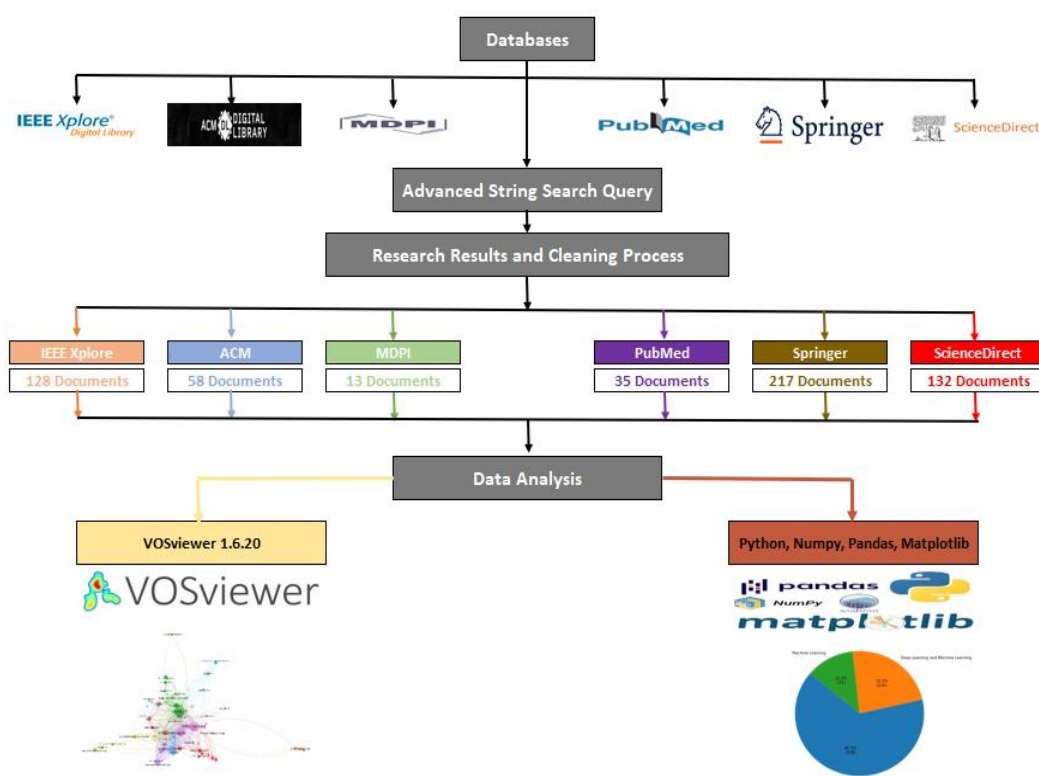 Databases
IEEE Xplore®
Digital Library
ACM DL DIGITAL
LIBRARY
MDPI
PubMed
Springer
ScienceDirect
Advanced String Search Query
Research Results and Cleaning Process
IEEE Xplore
ACM
MDPI
PubMed
Springer
ScienceDirect
128 Documents
58 Documents
13 Documents
35 Documents
217 Documents
132 Documents
Data Analysis
VOSviewer 1.6.20
Python, Numpy, Pandas, Matplotlib
VOSviewer
pandas
NumPy
matplotlib
Machine Learning
Deep Learning and Machine Learning